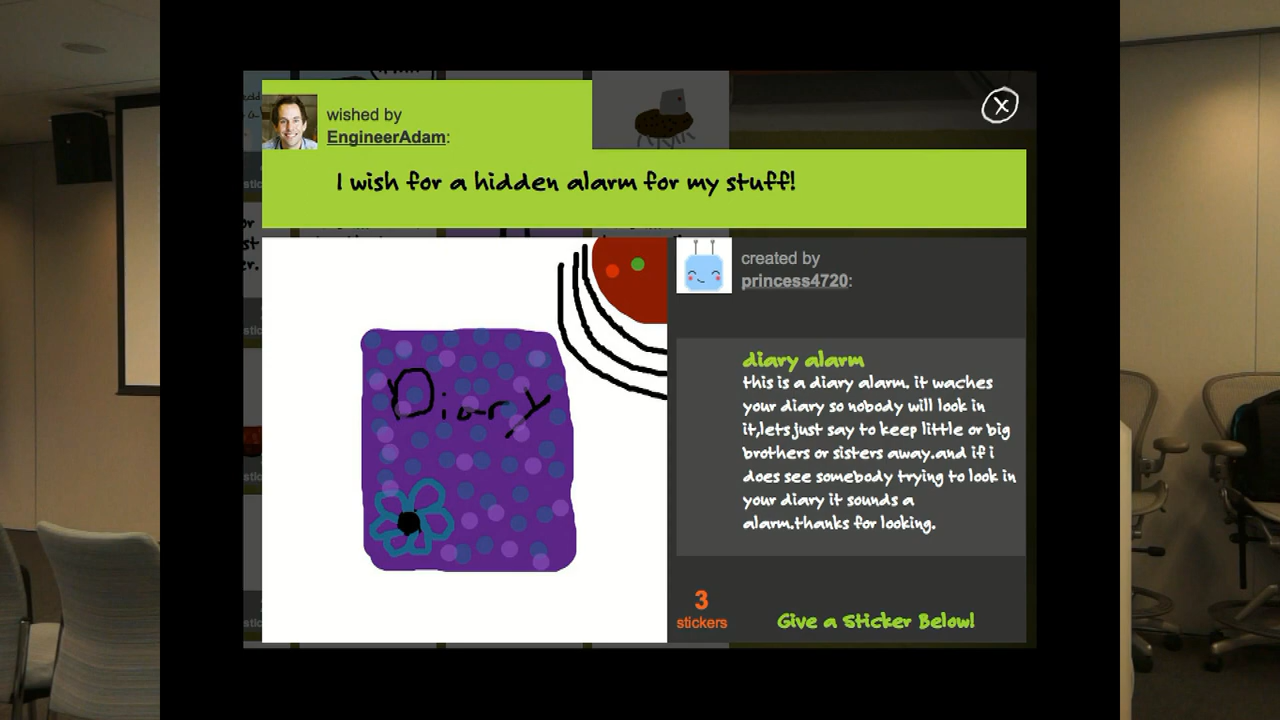 wished by
EngineerAdam:
I wish for a hidden alarm for my stuff!
created by
princess4720:
Diary
diary alarm
this is a diary alarm. it waches
your diary so nobody will look in
it,lets just say to keep little or big
brothers or sisters away.and if i
does see somebody trying to look in
your diary it sounds a
alarm.thanks for looking.
3
stickers
Give a Sticker Below!